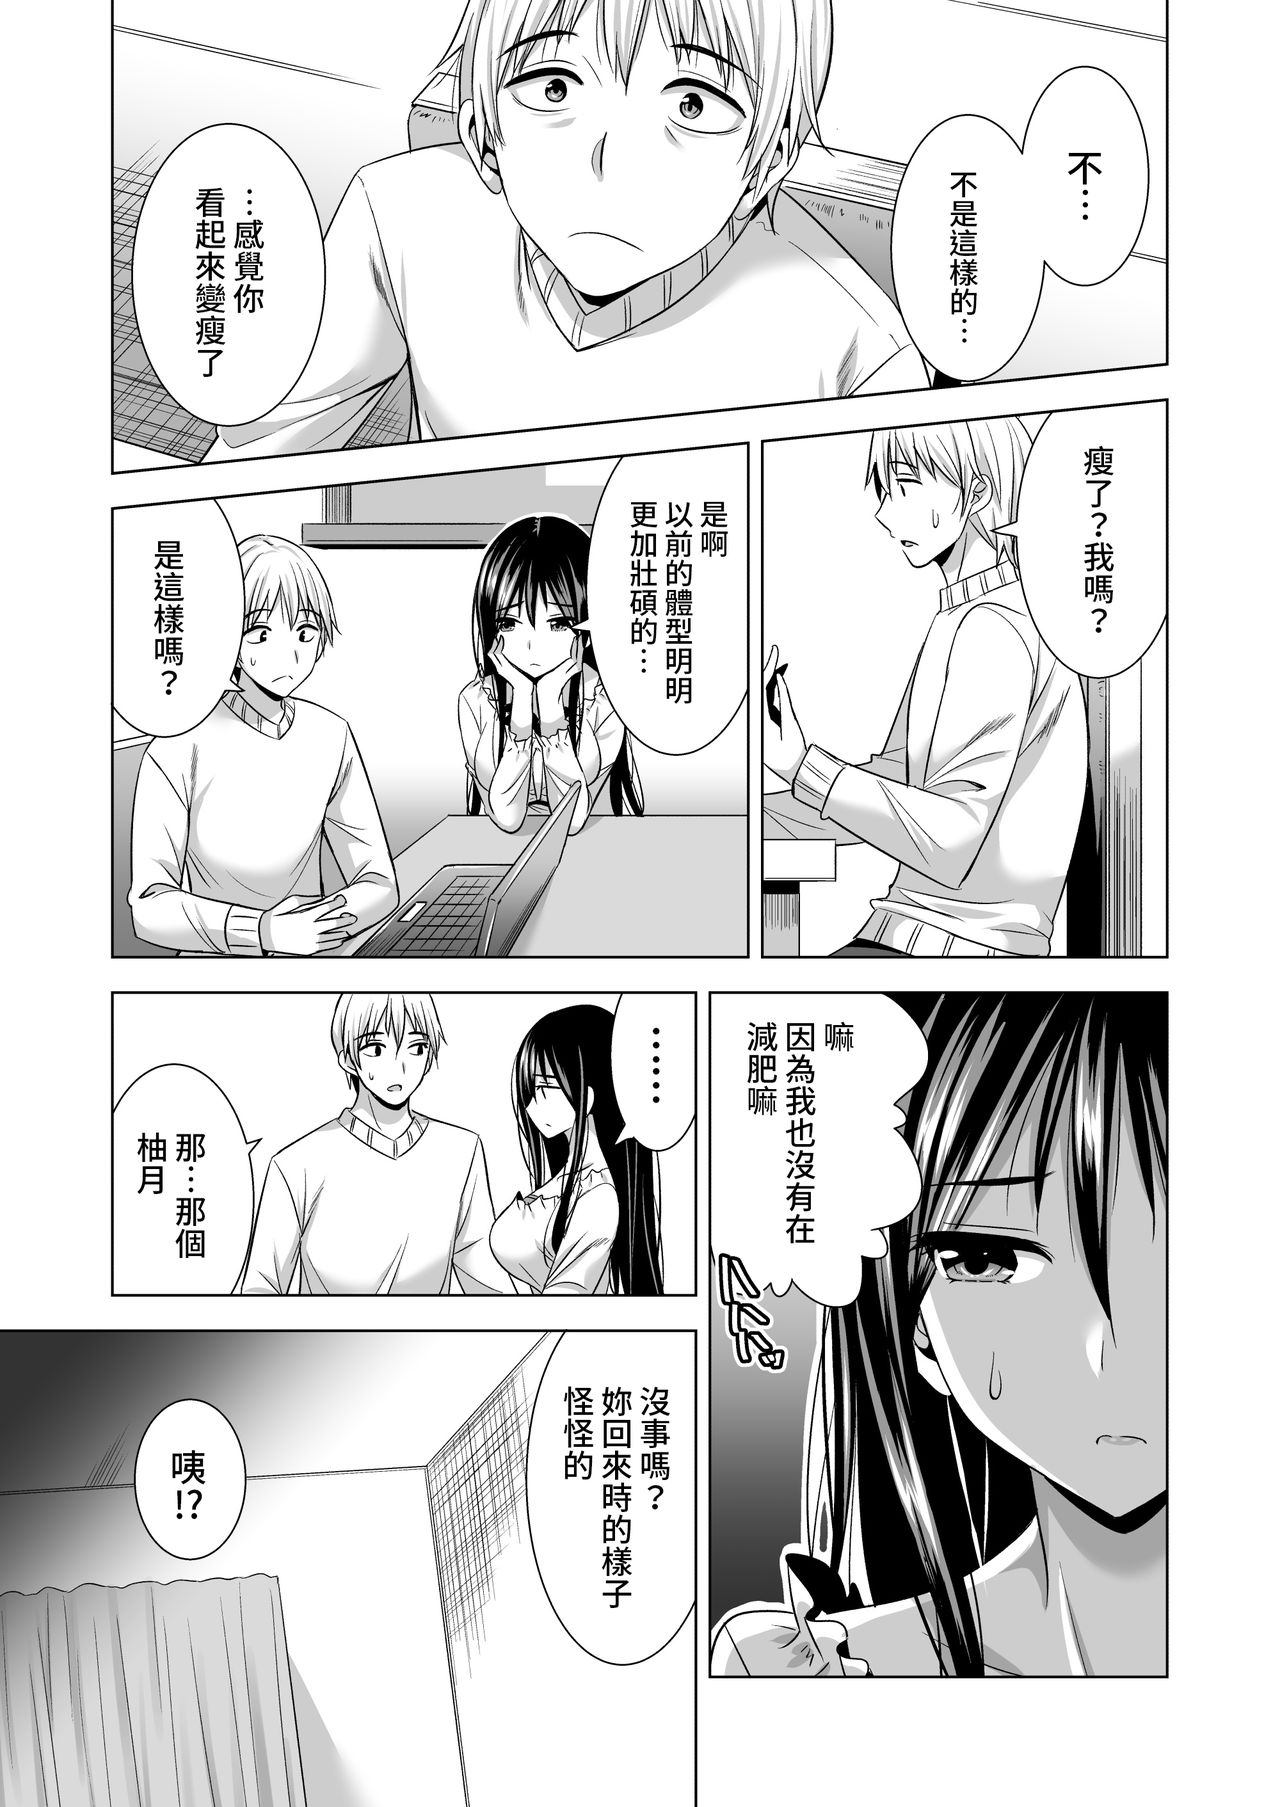 不…
不是這樣的…
…感覺你
看起來變瘦了
瘦了？我嗎？
是啊
以前的體型明明
更加壯碩的…
是這樣嗎？
嘛
因為我也沒有在
減肥嘛
……
那…那個
柚月
沒事嗎？
妳回來時的樣子
怪怪的
咦!?